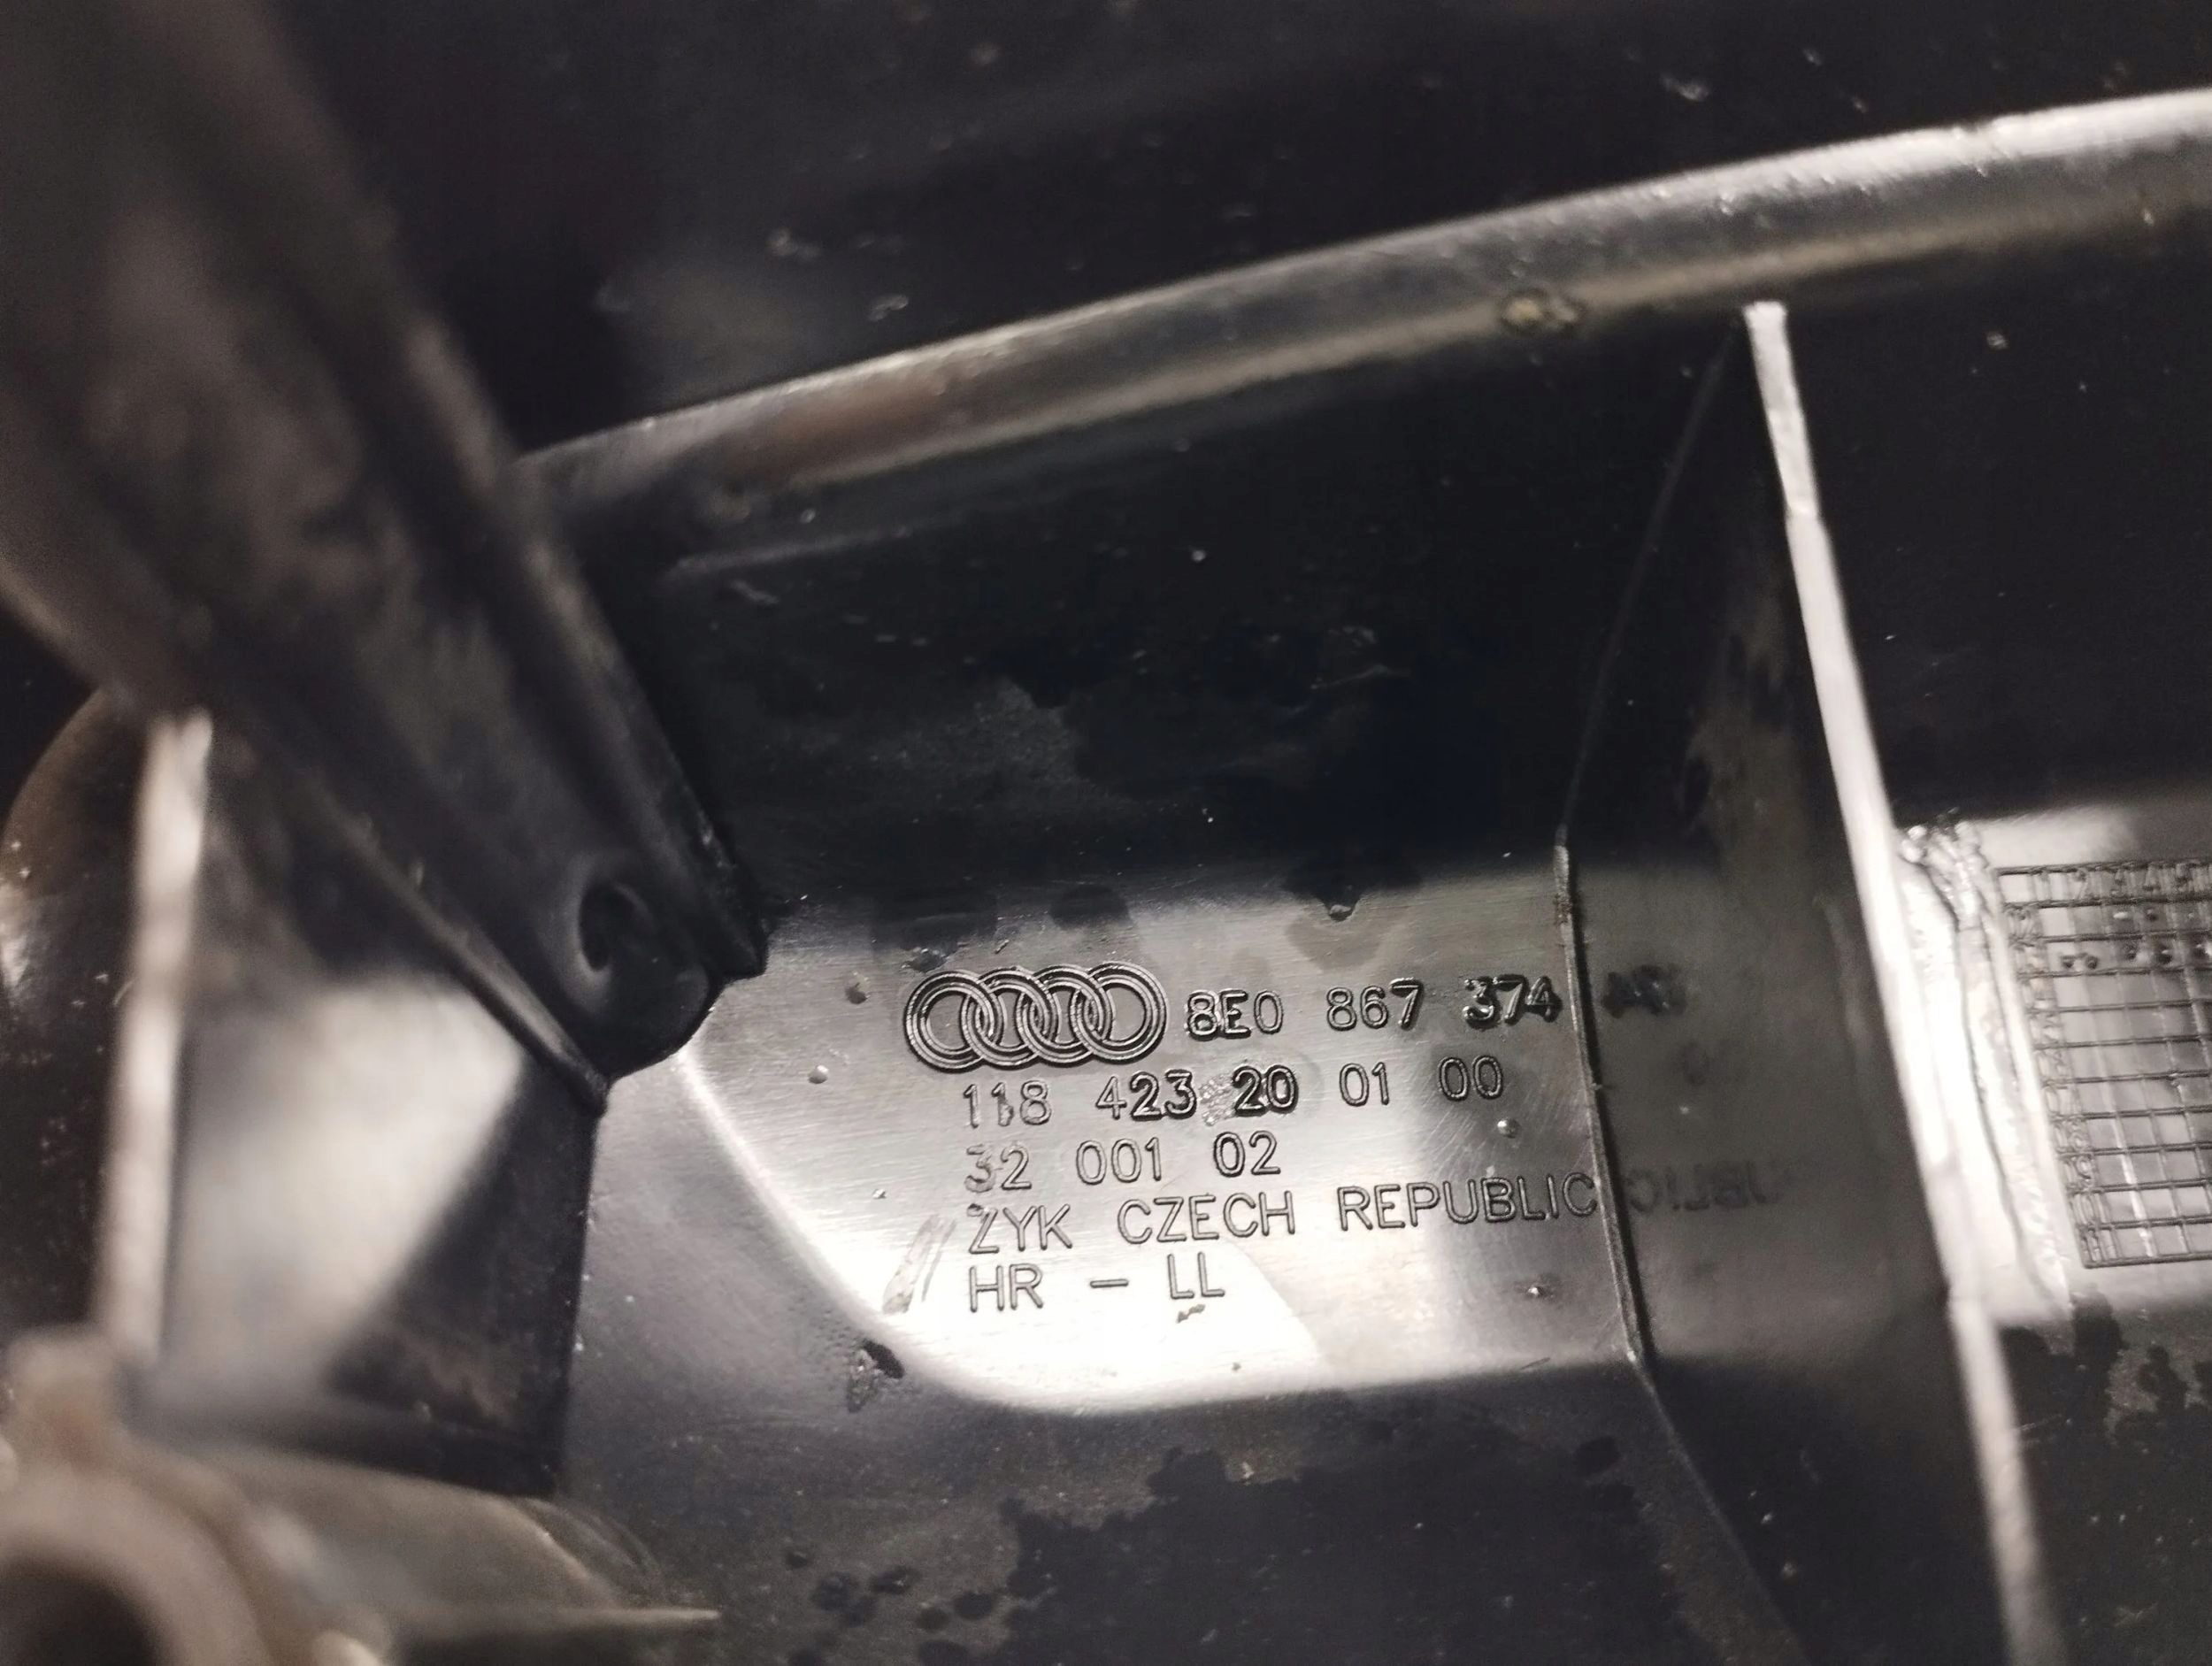 8E0 867 374
118 423 20 01 00
32 001 02
ZYK CZECH REPUBLIC
HR - LL